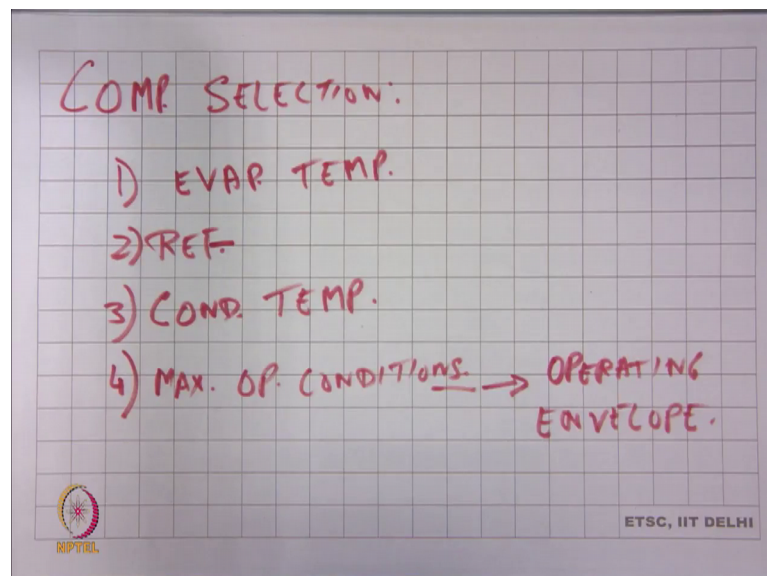 COMP. SELECTION:
1) EVAP. TEMP.
2) REF.
3) COND. TEMP.
4) MAX. OP. CONDITIONS. → OPERATING
ENVELOPE.
NPTEL
ETSC, IIT DELHI